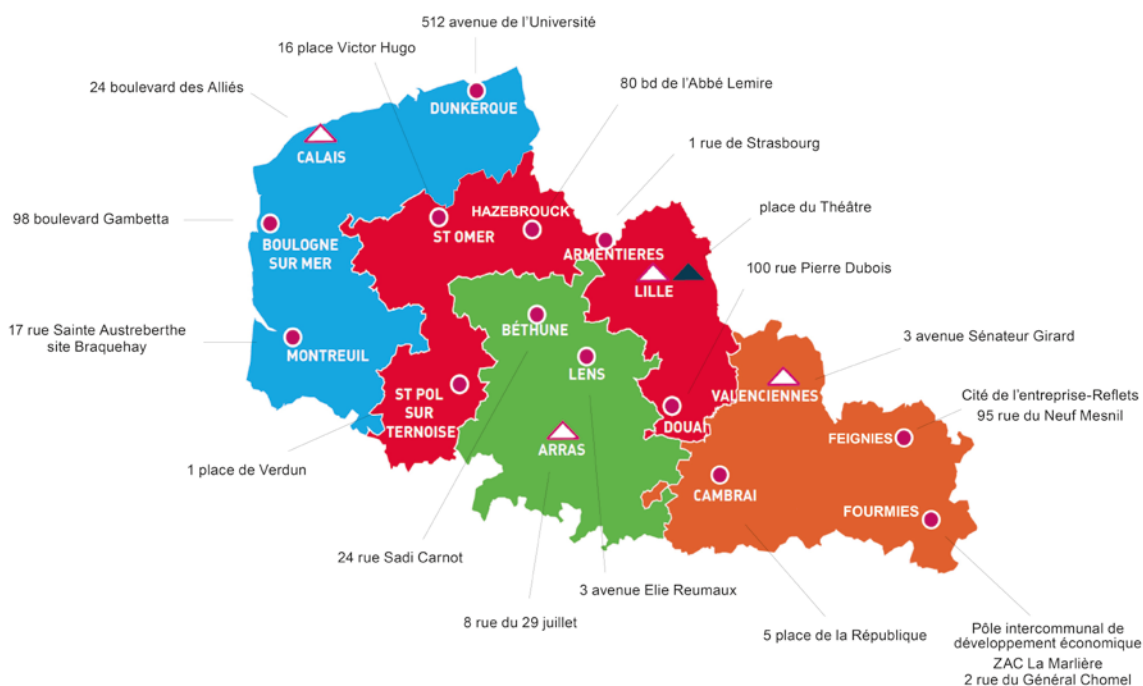 512 avenue de l’Université
16 place Victor Hugo
24 boulevard des Alliés
80 bd de l’Abbé Lemire
DUNKERQUE
1 rue de Strasbourg
CALAIS
98 boulevard Gambetta
place du Théâtre
HAZEBROUCK
ST OMER
BOULOGNE
SUR MER
ARMENTIERES
100 rue Pierre Dubois
LILLE
17 rue Sainte Austreberthe
site Braquehay
BÉTHUNE
3 avenue Sénateur Girard
MONTREUIL
LENS
VALENCIENNES
Cité de l’entreprise-Reflets
95 rue du Neuf Mesnil
ST POL
SUR
TERNOISE
DOUAI
FEIGNIES
ARRAS
1 place de Verdun
CAMBRAI
FOURMIES
24 rue Sadi Carnot
3 avenue Elie Reumaux
8 rue du 29 juillet
5 place de la République
Pôle intercommunal de
développement économique
ZAC La Marlière
2 rue du Général Chomel